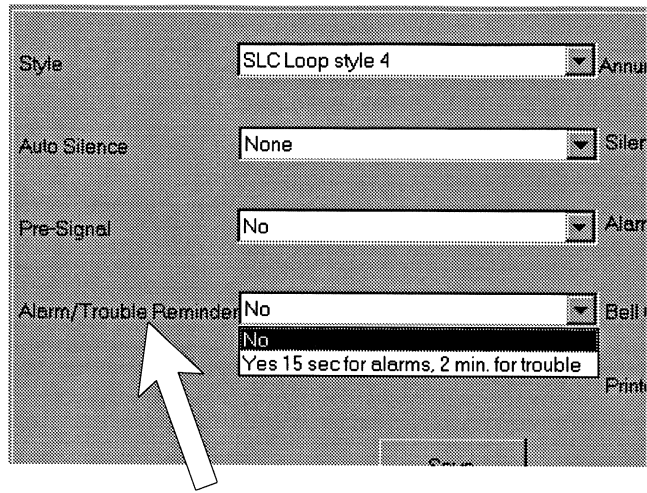 Style SLC Loop style 4
Auto Silence None
Pre-Signal No
Alarm/Trouble Reminder No
No
Yes 15 sec for alarms, 2 min. for trouble